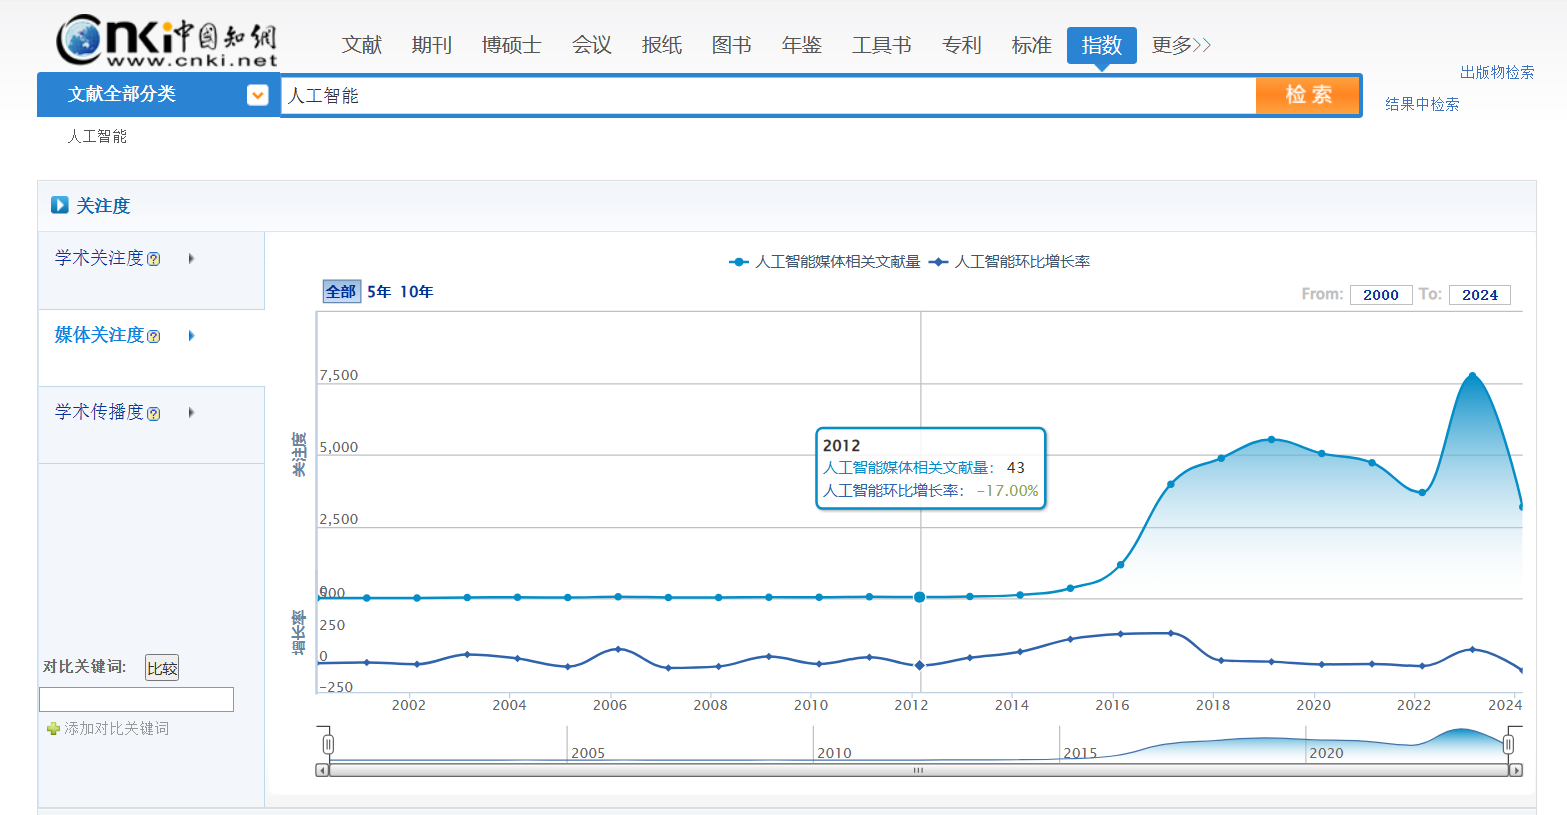 cnki中国知网
www.cnki.net
文献 期刊 博硕士 会议 报纸 图书 年鉴 工具书 专利 标准 指数 更多>>
文献全部分类
人工智能
检 索
出版物检索
结果中检索
人工智能
关注度
学术关注度?
媒体关注度?
学术传播度?
对比关键词: 比较
添加对比关键词
人工智能媒体相关文献量 人工智能环比增长率
全部 5年 10年
From: 2000 To: 2024
关注度
7,500
5,000
2,500
0
2012
人工智能媒体相关文献量: 43
人工智能环比增长率: -17.00%
增长率
500
250
0
-250
2002 2004 2006 2008 2010 2012 2014 2016 2018 2020 2022 2024
2005 2010 2015 2020